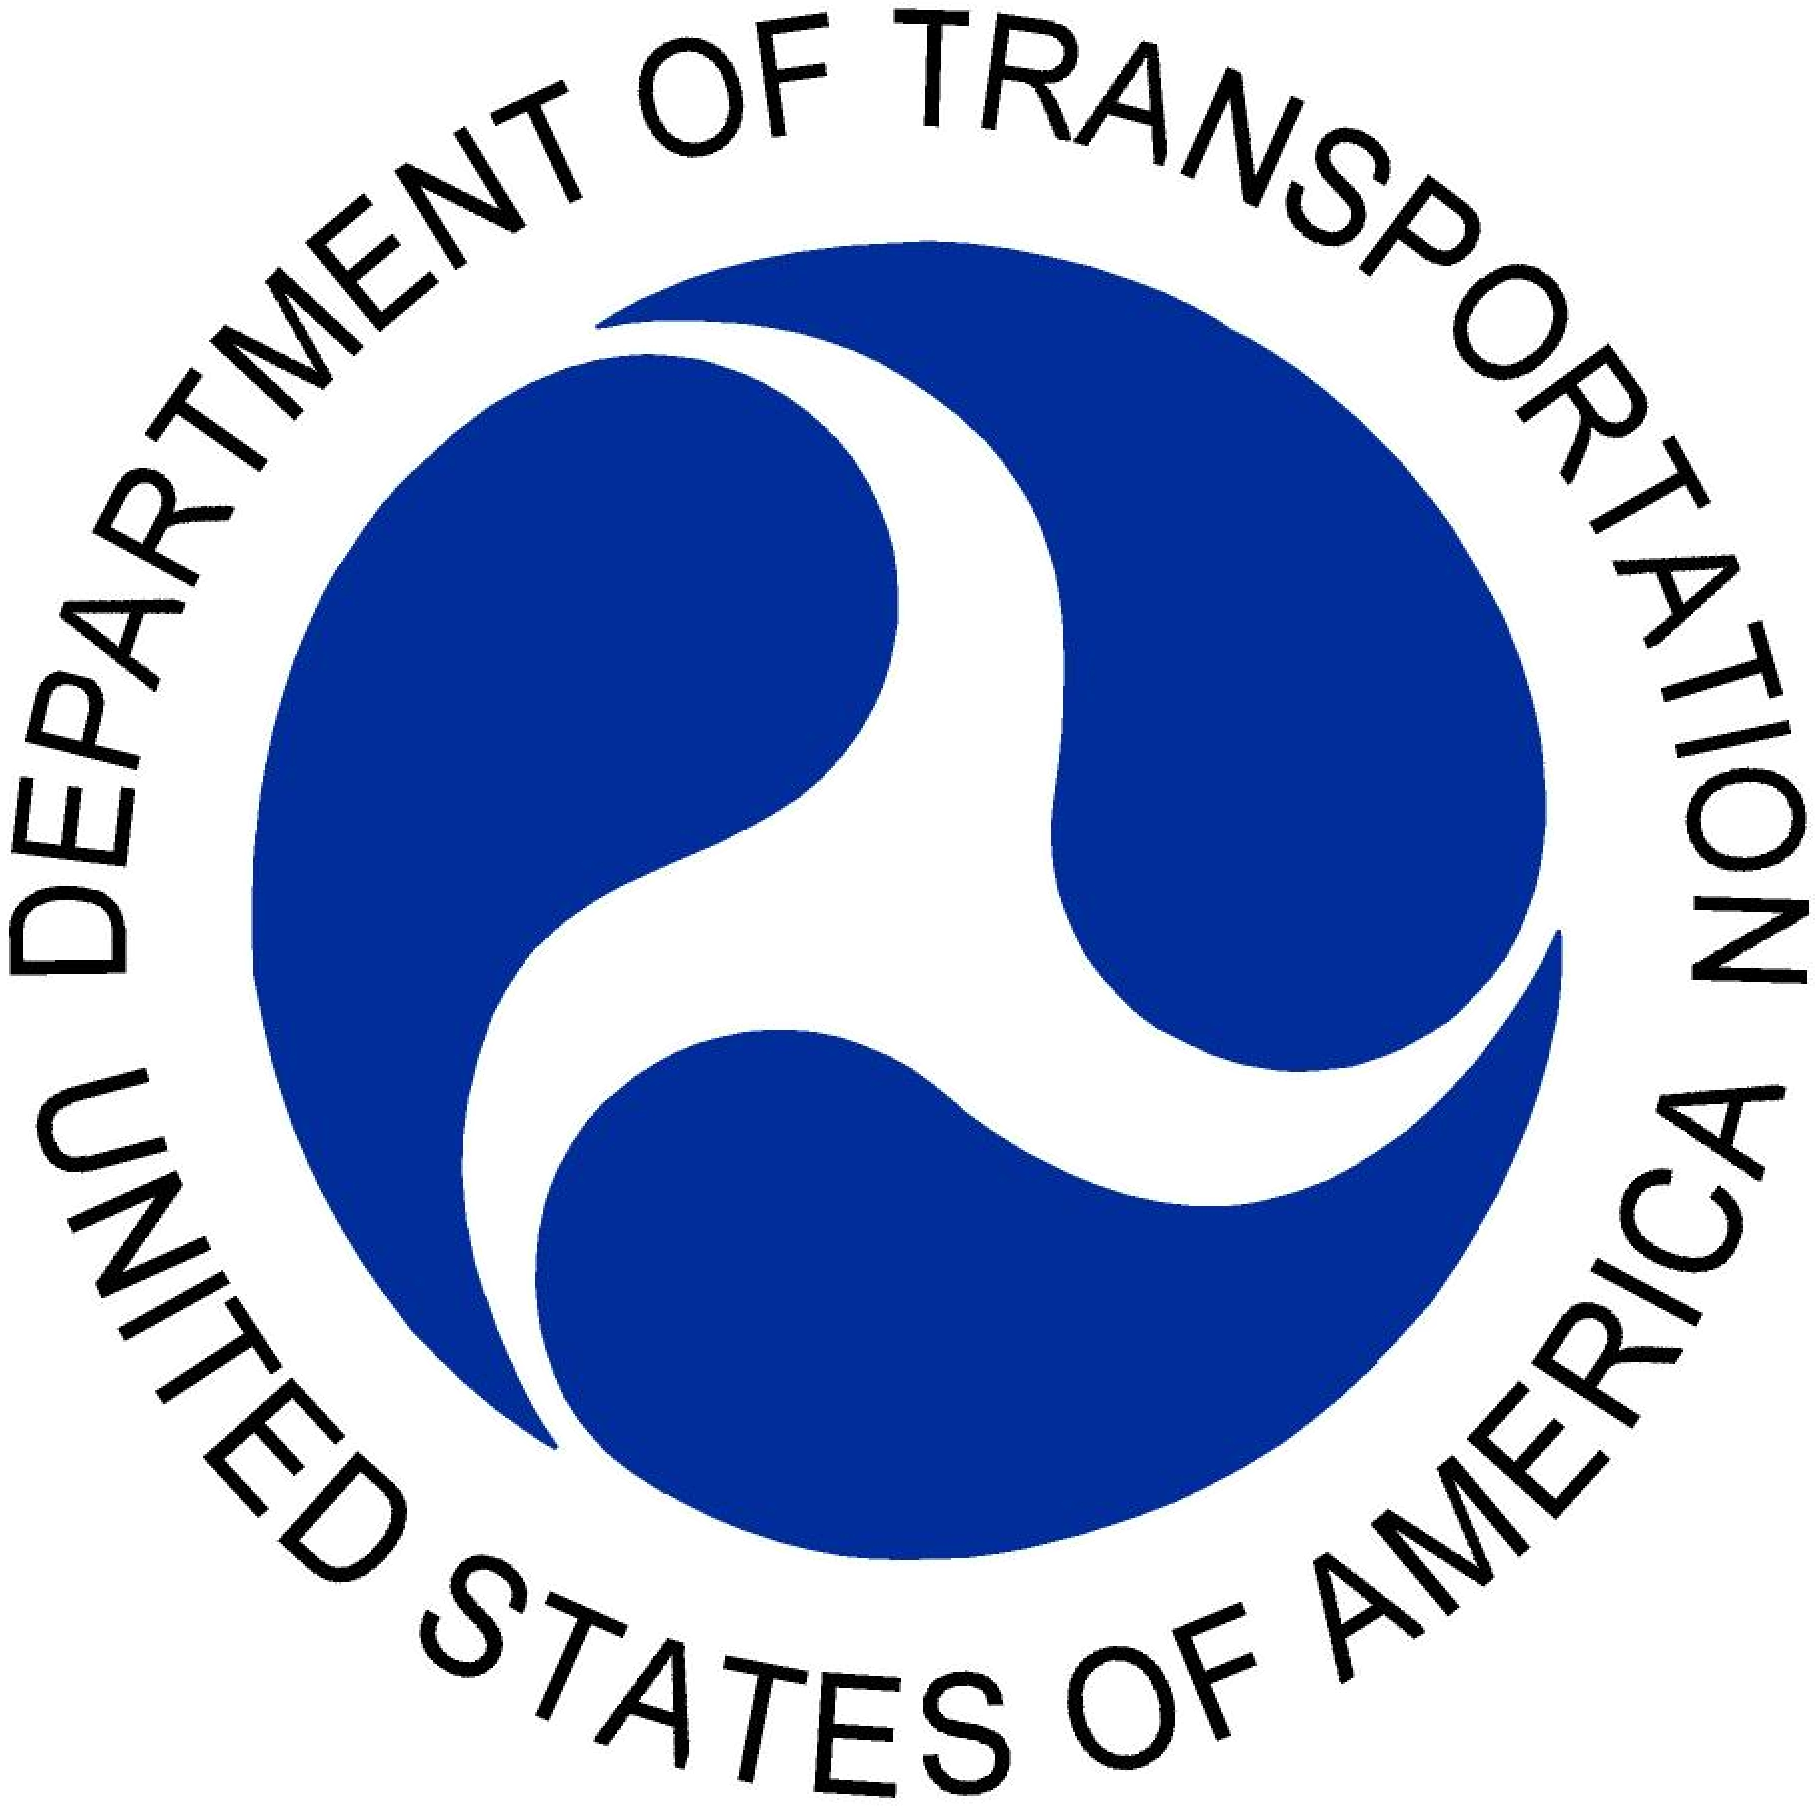 DEPARTMENT OF TRANSPORTATION
UNITED STATES OF AMERICA